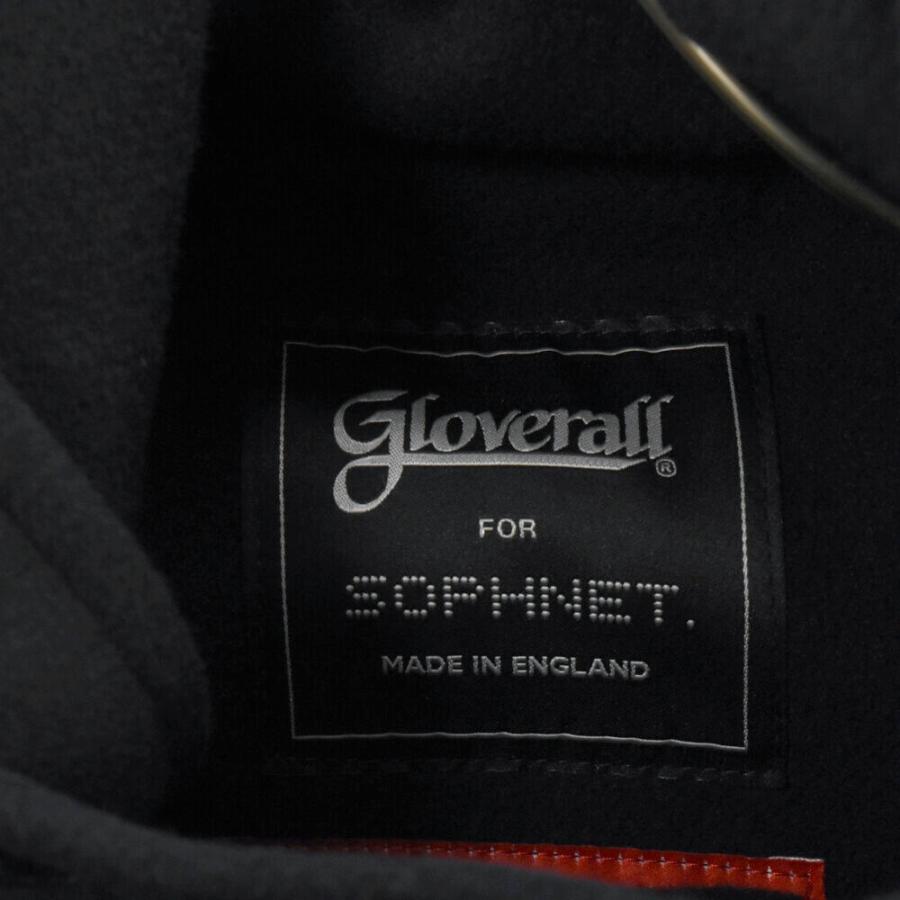 Gloverall®
FOR
SOPHNET.
MADE IN ENGLAND